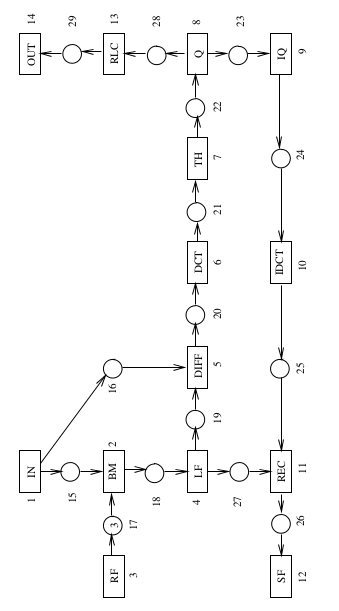 1 IN OUT 14
15 29
RF 3 BM 2 16 RLC 13
3 17
18 28
4 LF DIFF DCT TH Q 8
19 5 20 6 21 7 22
27 23
SF REC IDCT IQ
12 26 11 25 10 24 9